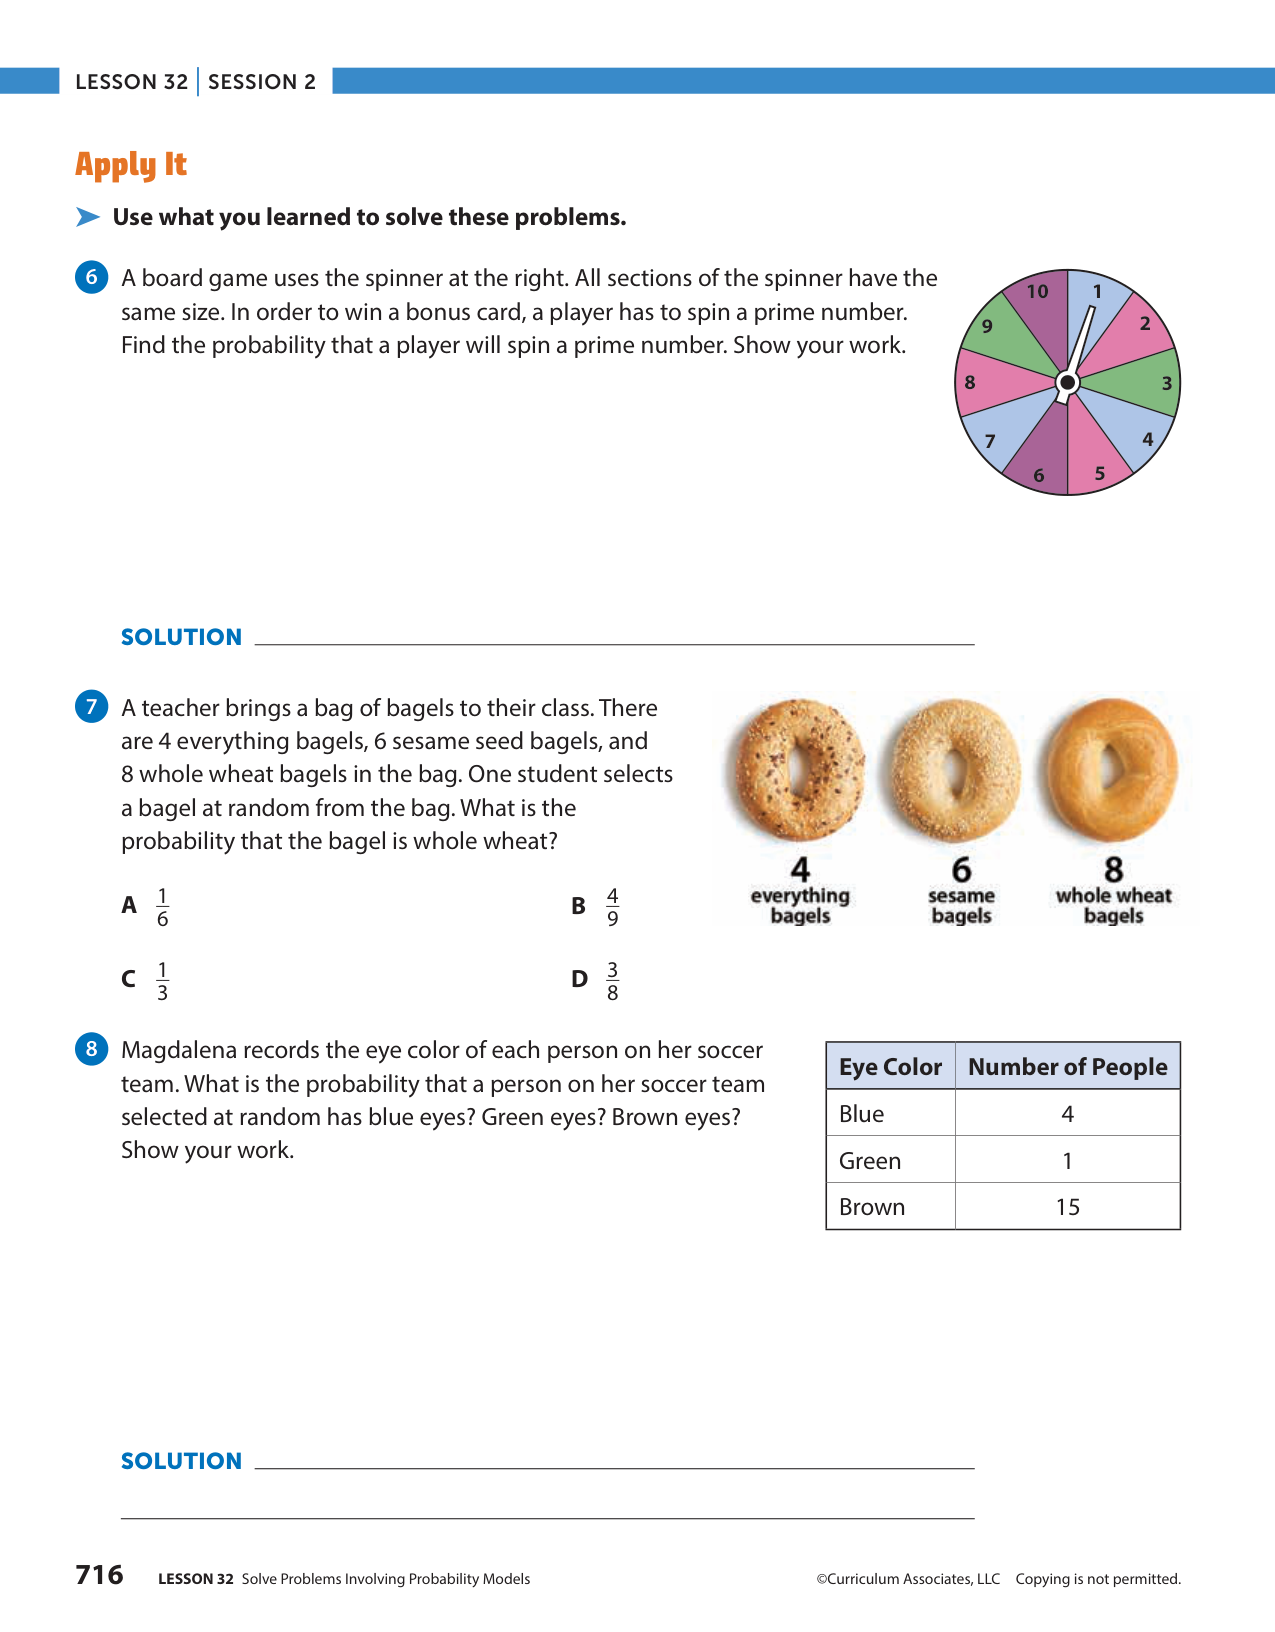 LESSON 32 | SESSION 2
Apply It
Use what you learned to solve these problems.
6 A board game uses the spinner at the right. All sections of the spinner have the
same size. In order to win a bonus card, a player has to spin a prime number.
Find the probability that a player will spin a prime number. Show your work.
10 1
9 2
8 3
7 4
6 5
SOLUTION
7 A teacher brings a bag of bagels to their class. There
are 4 everything bagels, 6 sesame seed bagels, and
8 whole wheat bagels in the bag. One student selects
a bagel at random from the bag. What is the
probability that the bagel is whole wheat?
4 6 8
everything sesame whole wheat
bagels bagels bagels
A 1/6 B 4/9
C 1/3 D 3/8
8 Magdalena records the eye color of each person on her soccer
team. What is the probability that a person on her soccer team
selected at random has blue eyes? Green eyes? Brown eyes?
Show your work.
Eye Color Number of People
Blue 4
Green 1
Brown 15
SOLUTION
716 LESSON 32 Solve Problems Involving Probability Models ©Curriculum Associates, LLC Copying is not permitted.